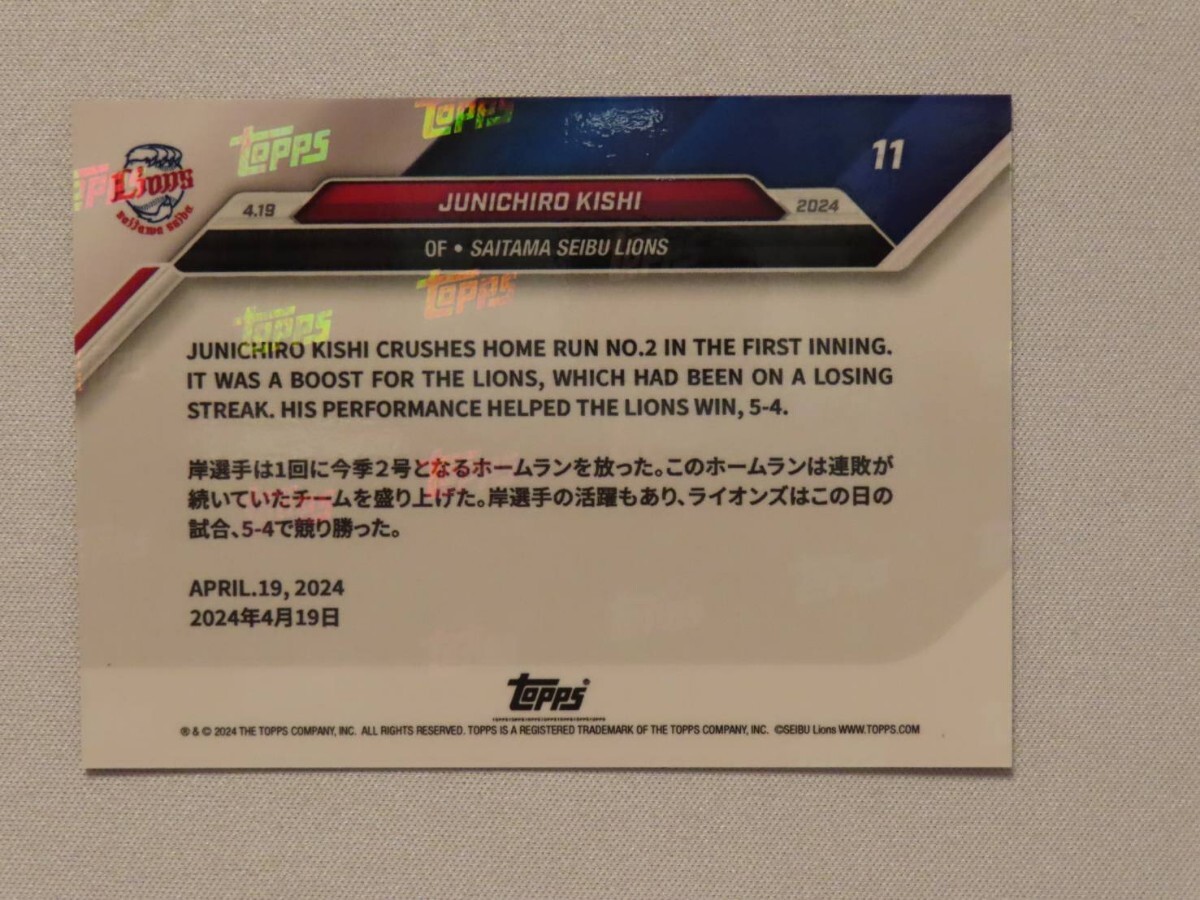 topps
topps
Lions
saitama seibu
11
4.19
JUNICHIRO KISHI
2024
OF • SAITAMA SEIBU LIONS
topps
topps
JUNICHIRO KISHI CRUSHES HOME RUN NO.2 IN THE FIRST INNING.
IT WAS A BOOST FOR THE LIONS, WHICH HAD BEEN ON A LOSING
STREAK. HIS PERFORMANCE HELPED THE LIONS WIN, 5-4.
岸選手は1回に今季2号となるホームランを放った。このホームランは連敗が
続いていたチームを盛り上げた。岸選手の活躍もあり、ライオンズはこの日の
試合、5-4で競り勝った。
APRIL.19, 2024
2024年4月19日
topps®
® & © 2024 THE TOPPS COMPANY, INC. ALL RIGHTS RESERVED. TOPPS IS A REGISTERED TRADEMARK OF THE TOPPS COMPANY, INC. ©SEIBU Lions WWW.TOPPS.COM